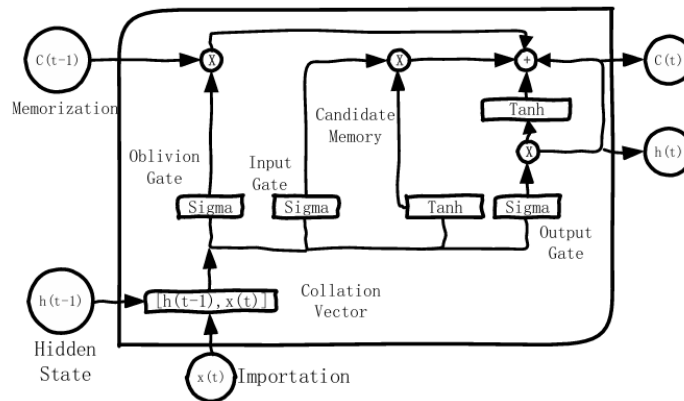 X
X
+
C(t-1)
C(t)
Memorization
Candidate
Memory
Tanh
Oblivion
Gate
Input
Gate
X
h(t)
Sigma
Sigma
Tanh
Sigma
Output
Gate
h(t-1)
[h(t-1),x(t)]
Collation
Vector
Hidden
State
x(t)
Importation